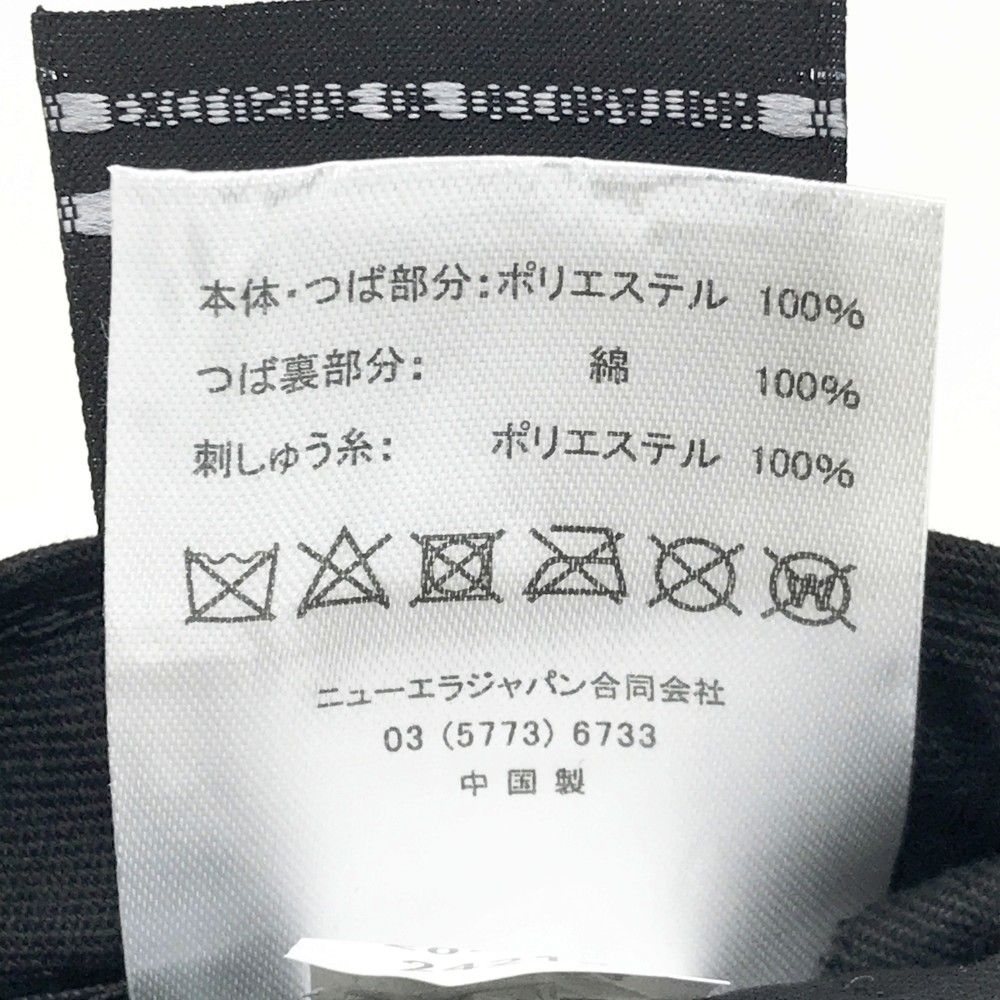 本体・つば部分：ポリエステル 100%
つば裏部分： 綿 100%
刺しゅう糸： ポリエステル 100%
W
ニューエラジャパン合同会社
03 (5773) 6733
中国製